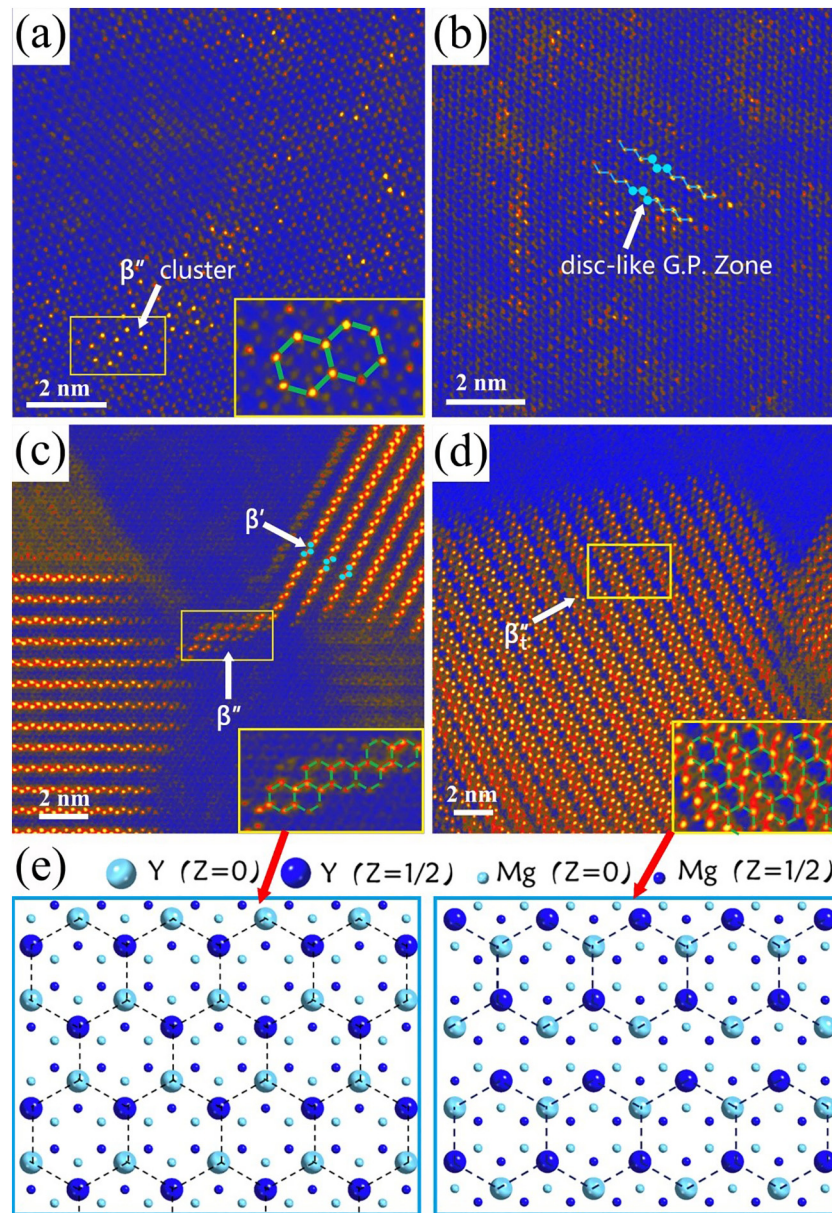 (a)
β″ cluster
2 nm
(b)
disc-like G.P. Zone
2 nm
(c)
β′
β″
2 nm
(d)
β″t
2 nm
(e)
Y (Z=0) Y (Z=1/2) Mg (Z=0) Mg (Z=1/2)